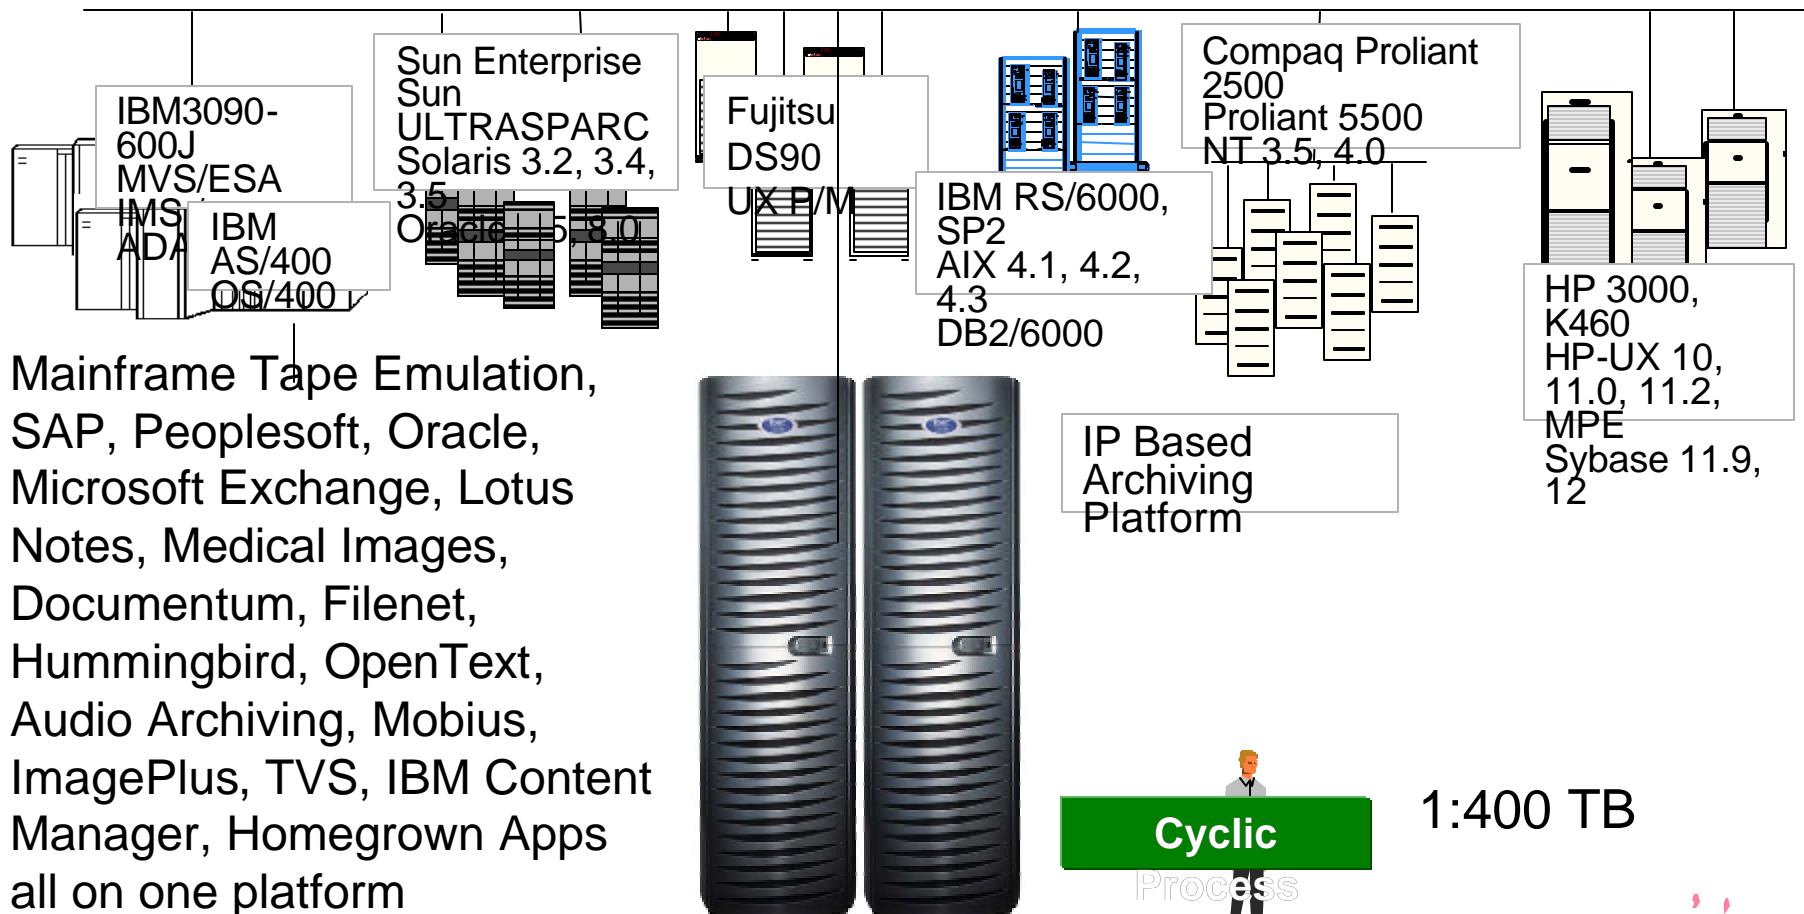 IBM3090-
600J
MVS/ESA
IMS
ADA
IBM
AS/400
OS/400
Sun Enterprise
Sun
ULTRASPARC
Solaris 3.2, 3.4,
3.5
Oracle 5, 8.0
Fujitsu
DS90
UX P/M
IBM RS/6000,
SP2
AIX 4.1, 4.2,
4.3
DB2/6000
Compaq Proliant
2500
Proliant 5500
NT 3.5, 4.0
HP 3000,
K460
HP-UX 10,
11.0, 11.2,
MPE
Sybase 11.9,
12
Mainframe Tape Emulation,
SAP, Peoplesoft, Oracle,
Microsoft Exchange, Lotus
Notes, Medical Images,
Documentum, Filenet,
Hummingbird, OpenText,
Audio Archiving, Mobius,
ImagePlus, TVS, IBM Content
Manager, Homegrown Apps
all on one platform
IP Based
Archiving
Platform
Cyclic
Process
1:400 TB